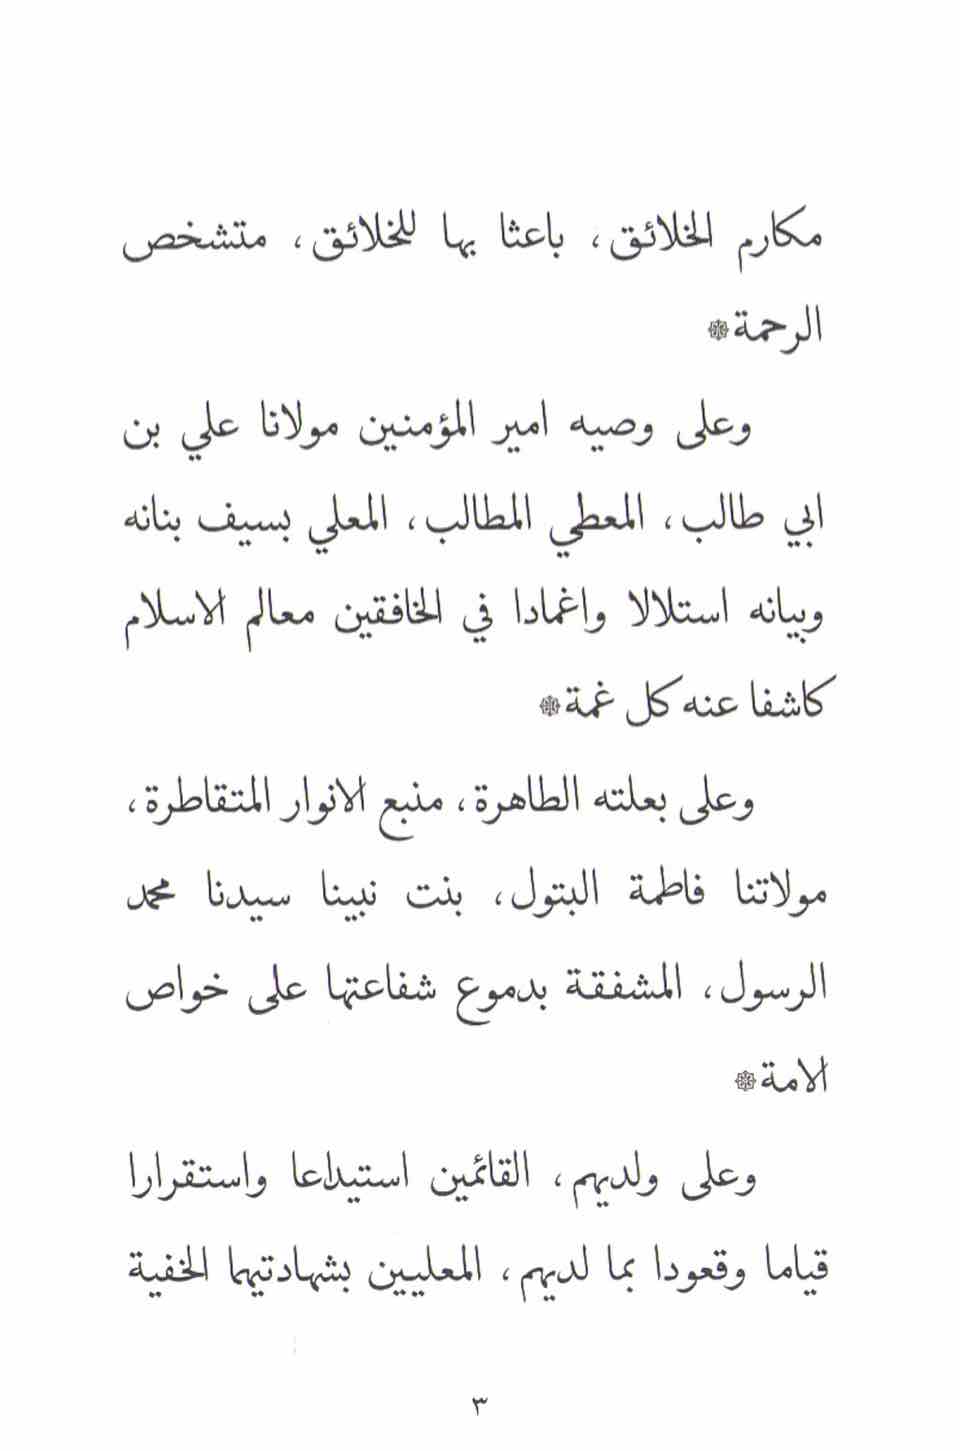 مكارم الخلائق، باعثا بها للخلائق، متشخص
الرحمة❁
وعلى وصيه امير المؤمنين مولانا علي بن
ابي طالب، المعطي المطالب، المعلي بسيف بنانه
وبيانه استلالا واغمادا في الخافقين معالم الاسلام
كاشفا عنه كل غمة❁
وعلى بعلته الطاهرة، منبع الانوار المتقاطرة،
مولاتنا فاطمة البتول، بنت نبينا سيدنا محمد
الرسول، المشفقة بدموع شفاعتها على خواص
الامة❁
وعلى ولديهم، القائمين استيداعا واستقرارا
قياما وقعودا بما لديهم، المعليين بشهادتيهما الخفية
٣